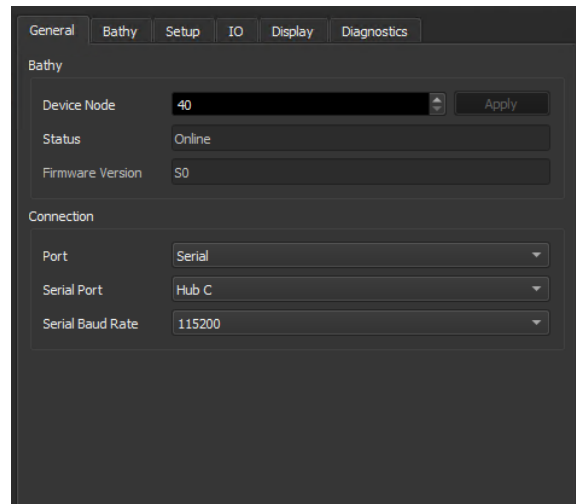 General Bathy Setup IO Display Diagnostics
Bathy
Device Node 40 Apply
Status Online
Firmware Version S0
Connection
Port Serial
Serial Port Hub C
Serial Baud Rate 115200